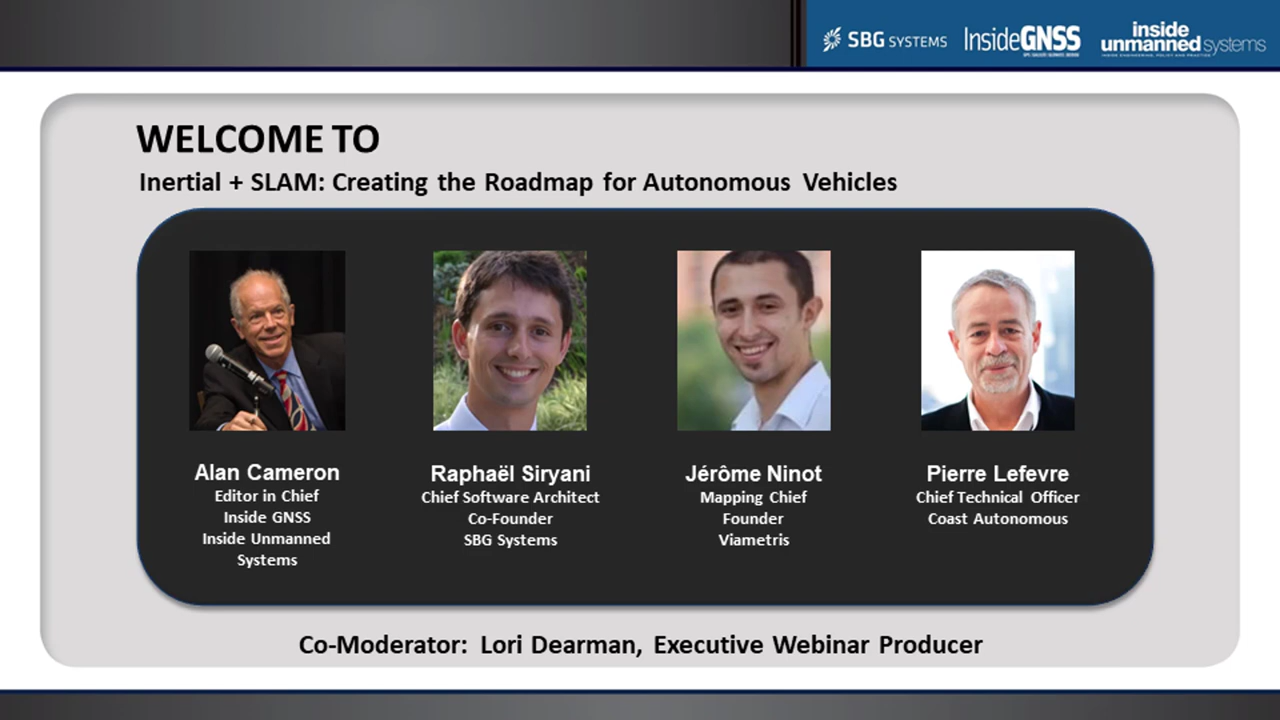 SBG SYSTEMS InsideGNSS inside
unmanned systems
WELCOME TO
Inertial + SLAM: Creating the Roadmap for Autonomous Vehicles
Alan Cameron
Editor in Chief
Inside GNSS
Inside Unmanned
Systems
Raphaël Siryani
Chief Software Architect
Co-Founder
SBG Systems
Jérôme Ninot
Mapping Chief
Founder
Viametris
Pierre Lefevre
Chief Technical Officer
Coast Autonomous
Co-Moderator: Lori Dearman, Executive Webinar Producer